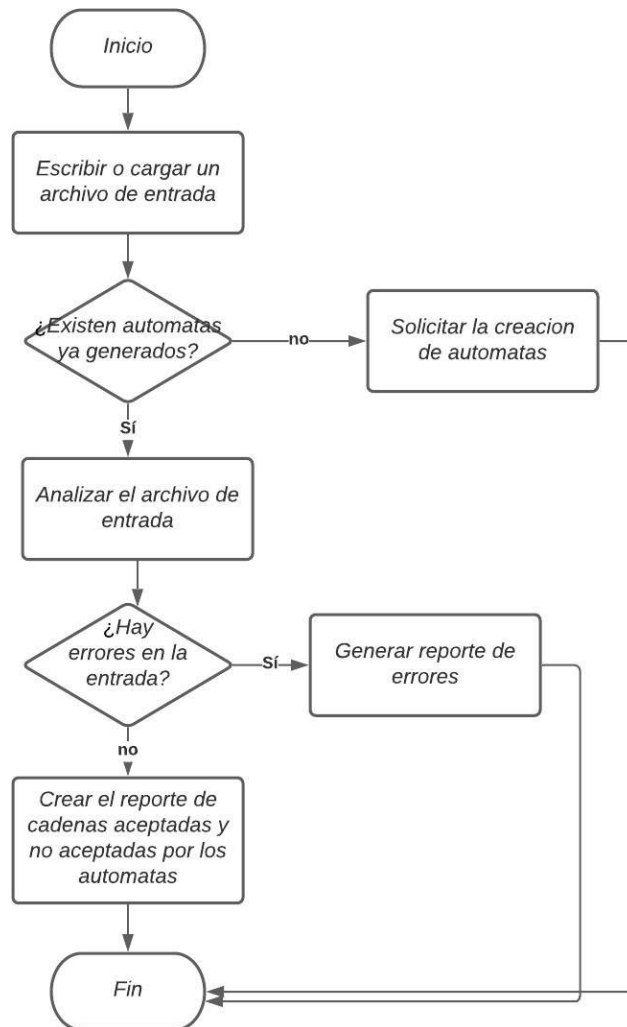 Inicio
Escribir o cargar un
archivo de entrada
¿Existen automatas
ya generados?
no
Solicitar la creacion
de automatas
Sí
Analizar el archivo de
entrada
¿Hay
errores en la
entrada?
Sí
Generar reporte de
errores
no
Crear el reporte de
cadenas aceptadas y
no aceptadas por los
automatas
Fin